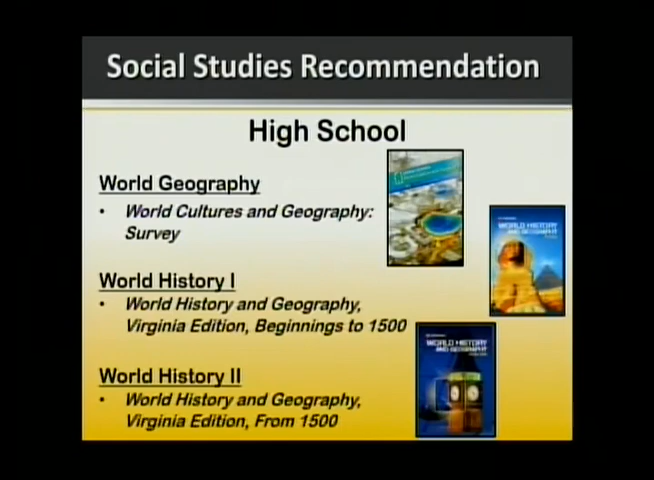 Social Studies Recommendation
High School
World Geography
• World Cultures and Geography:
Survey
World History I
• World History and Geography,
Virginia Edition, Beginnings to 1500
World History II
• World History and Geography,
Virginia Edition, From 1500
WORLD HISTORY
AND GEOGRAPHY
WORLD HISTORY
AND GEOGRAPHY